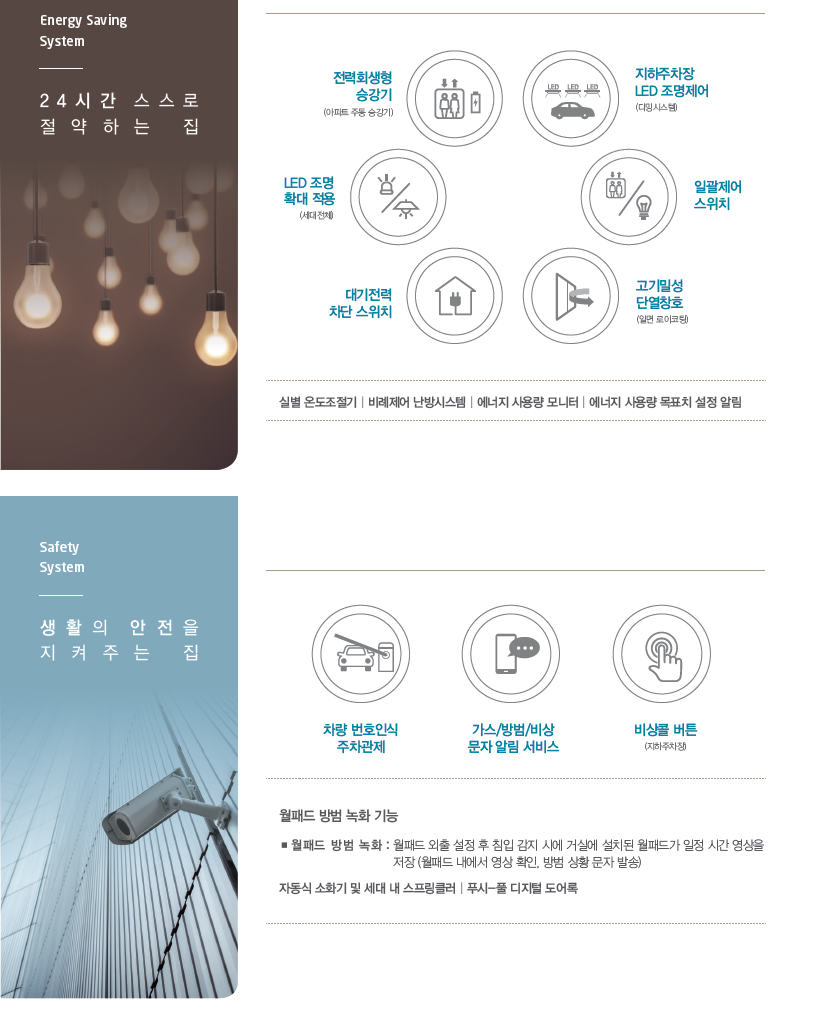 Energy Saving
System
24시간 스스로
절약하는 집
전력회생형
승강기
(아파트 주동 승강기)
지하주차장
LED 조명제어
(디밍시스템)
LED LED LED
LED 조명
확대 적용
(세대전체)
일괄제어
스위치
대기전력
차단 스위치
고기밀성
단열창호
(일면 로이코팅)
실별 온도조절기 | 비례제어 난방시스템 | 에너지 사용량 모니터 | 에너지 사용량 목표치 설정 알림
Safety
System
생활의 안전을
지켜주는 집
차량 번호인식
주차관제
가스/방범/비상
문자 알림 서비스
비상콜 버튼
(지하주차장)
월패드 방범 녹화 기능
■ 월패드 방범 녹화 : 월패드 외출 설정 후 침입 감지 시에 거실에 설치된 월패드가 일정 시간 영상을
저장 (월패드 내에서 영상 확인, 방범 상황 문자 발송)
자동식 소화기 및 세대 내 스프링클러 | 푸시-풀 디지털 도어록